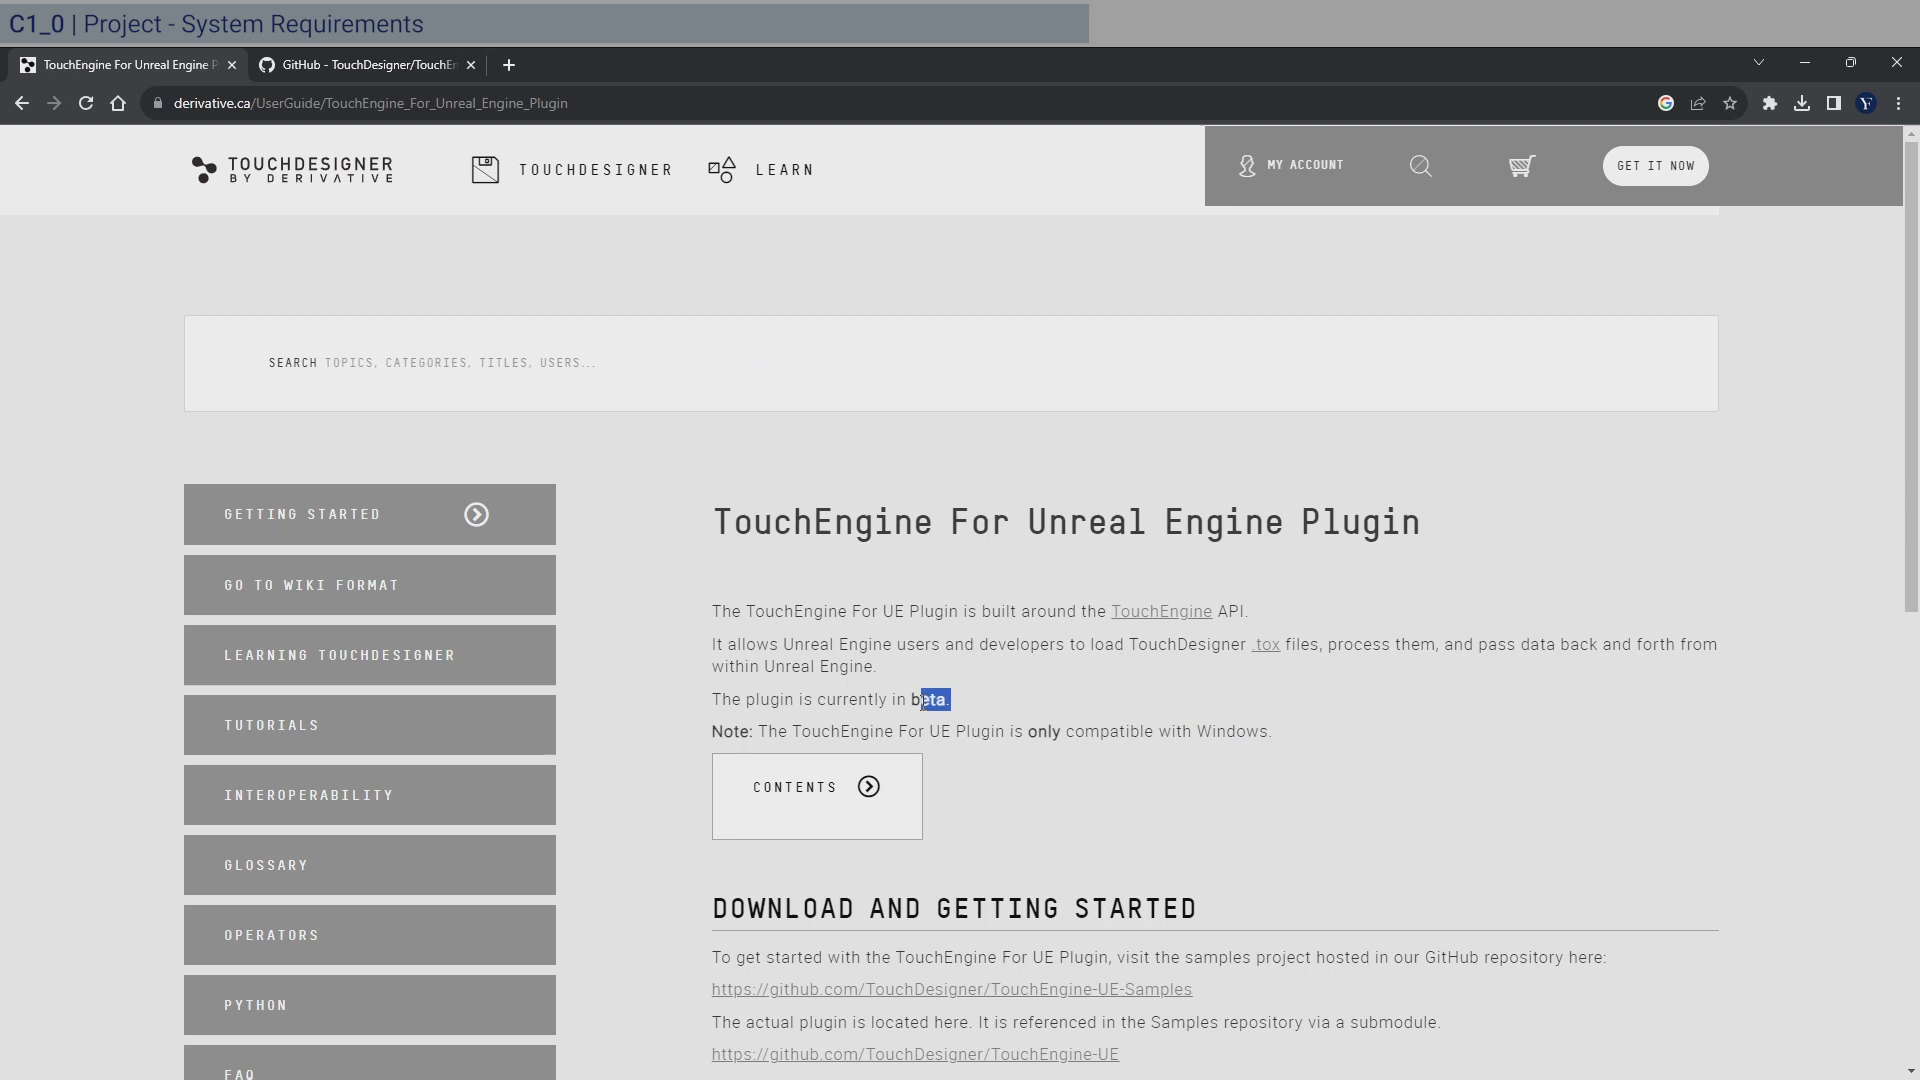 C1_0 | Project - System Requirements
TouchEngine For Unreal Engine P
GitHub - TouchDesigner/TouchEn
derivative.ca/UserGuide/TouchEngine_For_Unreal_Engine_Plugin
TOUCHDESIGNER
BY DERIVATIVE
TOUCHDESIGNER
LEARN
MY ACCOUNT
GET IT NOW
SEARCH TOPICS, CATEGORIES, TITLES, USERS...
GETTING STARTED
GO TO WIKI FORMAT
LEARNING TOUCHDESIGNER
TUTORIALS
INTEROPERABILITY
GLOSSARY
OPERATORS
PYTHON
FAQ
TouchEngine For Unreal Engine Plugin
The TouchEngine For UE Plugin is built around the TouchEngine API.
It allows Unreal Engine users and developers to load TouchDesigner .tox files, process them, and pass data back and forth from
within Unreal Engine.
The plugin is currently in beta.
Note: The TouchEngine For UE Plugin is only compatible with Windows.
CONTENTS
DOWNLOAD AND GETTING STARTED
To get started with the TouchEngine For UE Plugin, visit the samples project hosted in our GitHub repository here:
https://github.com/TouchDesigner/TouchEngine-UE-Samples
The actual plugin is located here. It is referenced in the Samples repository via a submodule.
https://github.com/TouchDesigner/TouchEngine-UE